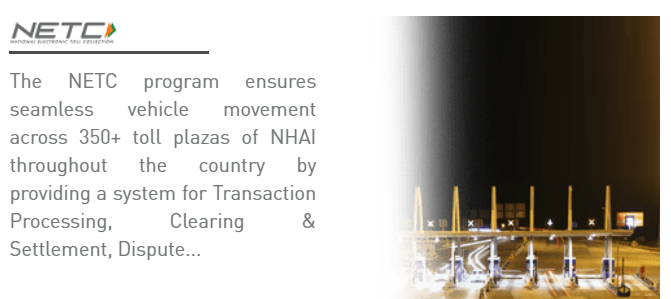 NETC
NATIONAL ELECTRONIC TOLL COLLECTION
The NETC program ensures
seamless vehicle movement
across 350+ toll plazas of NHAI
throughout the country by
providing a system for Transaction
Processing, Clearing &
Settlement, Dispute...